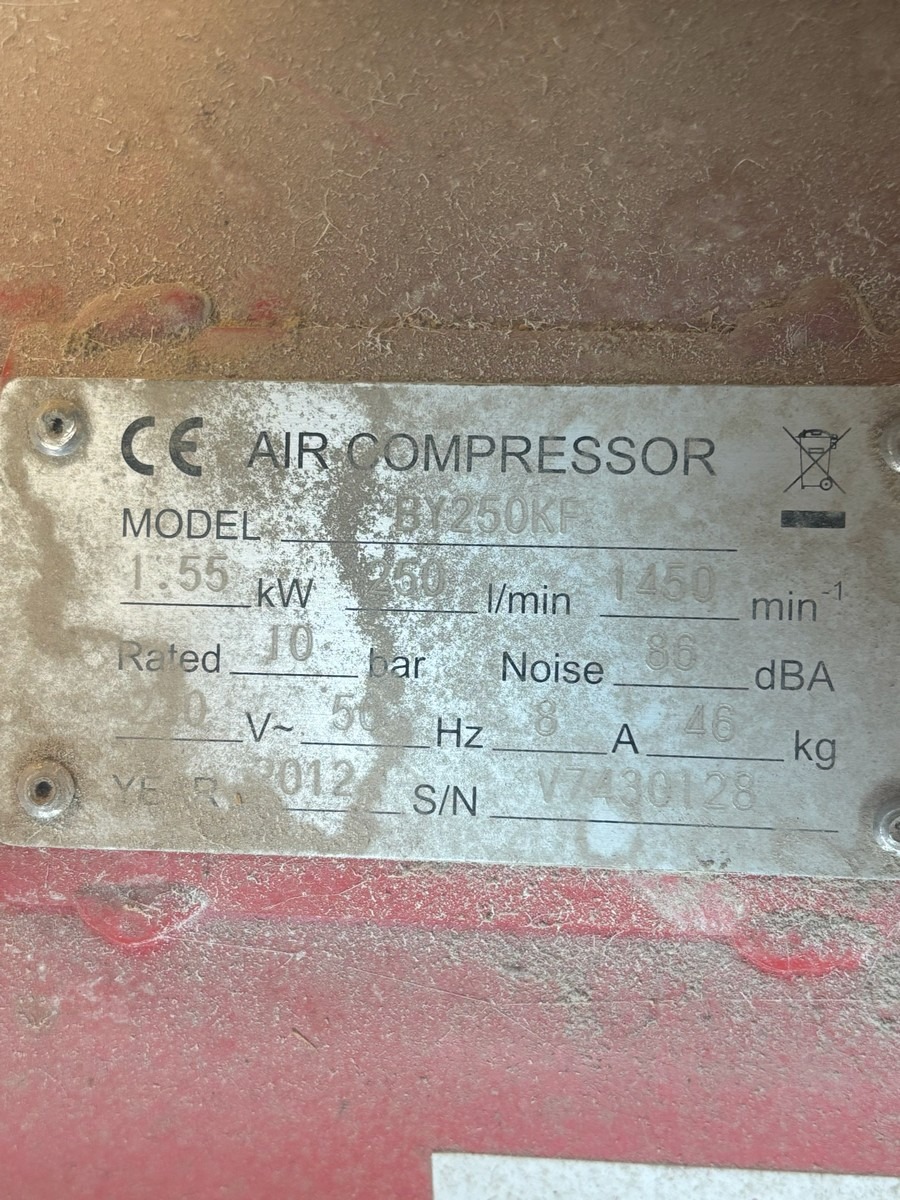 CE AIR COMPRESSOR
MODEL BY250KF
1.55 kW 250 l/min 1450 min⁻¹
Rated 10 bar Noise 86 dBA
V~ 50 Hz 8 A 46 kg
YEAR 2012 S/N V7430128